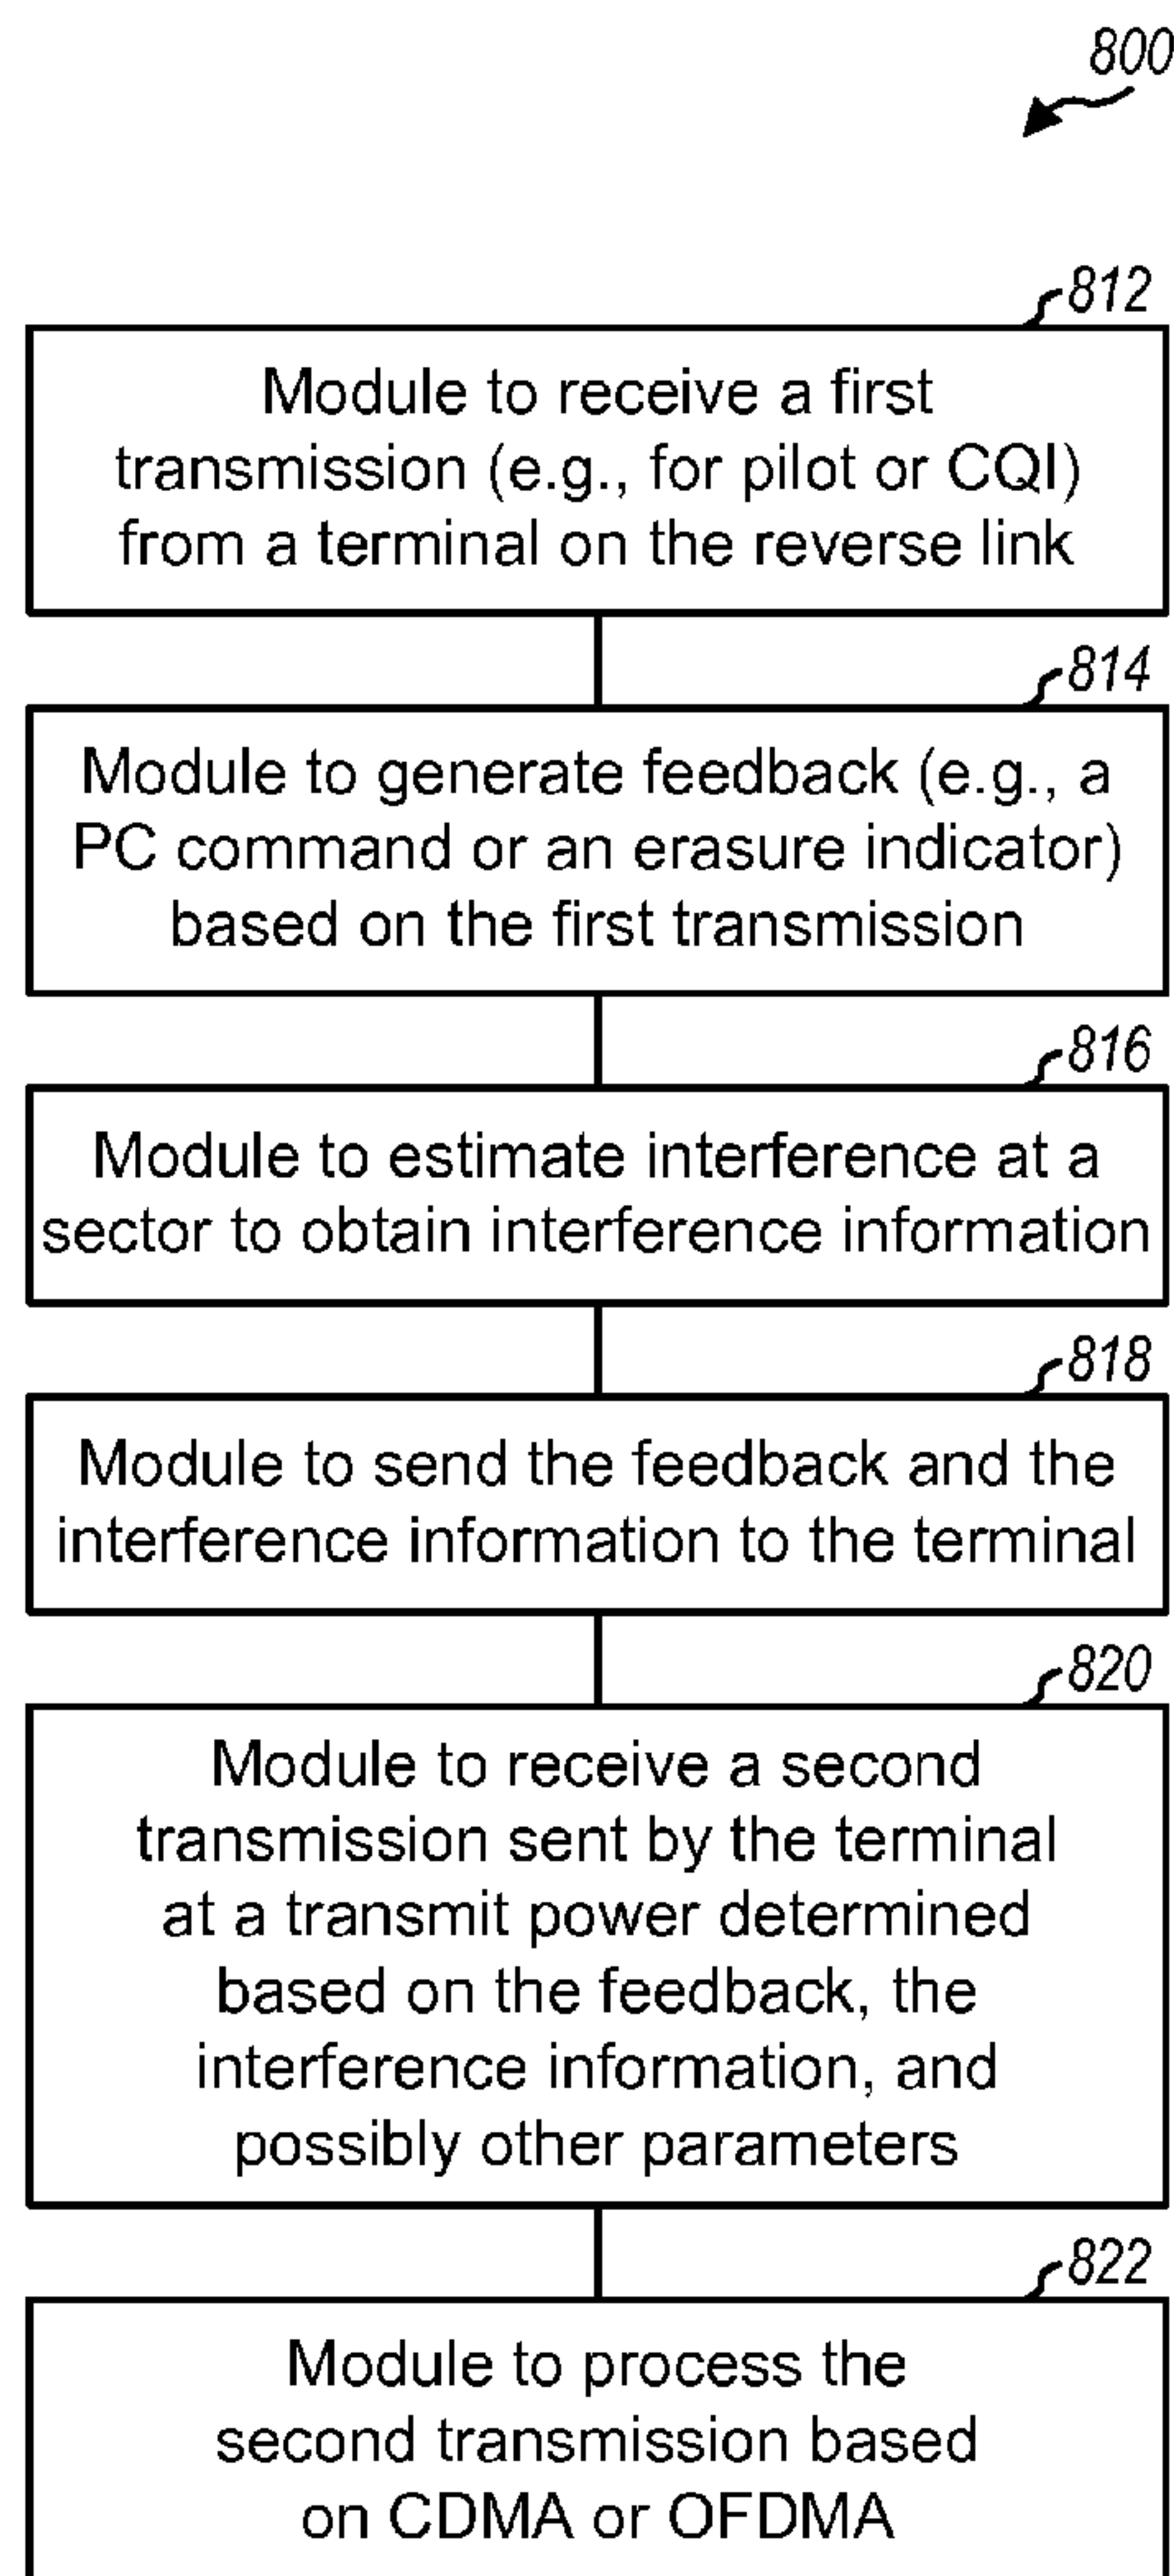 800
812
Module to receive a first
transmission (e.g., for pilot or CQI)
from a terminal on the reverse link
814
Module to generate feedback (e.g., a
PC command or an erasure indicator)
based on the first transmission
816
Module to estimate interference at a
sector to obtain interference information
818
Module to send the feedback and the
interference information to the terminal
820
Module to receive a second
transmission sent by the terminal
at a transmit power determined
based on the feedback, the
interference information, and
possibly other parameters
822
Module to process the
second transmission based
on CDMA or OFDMA